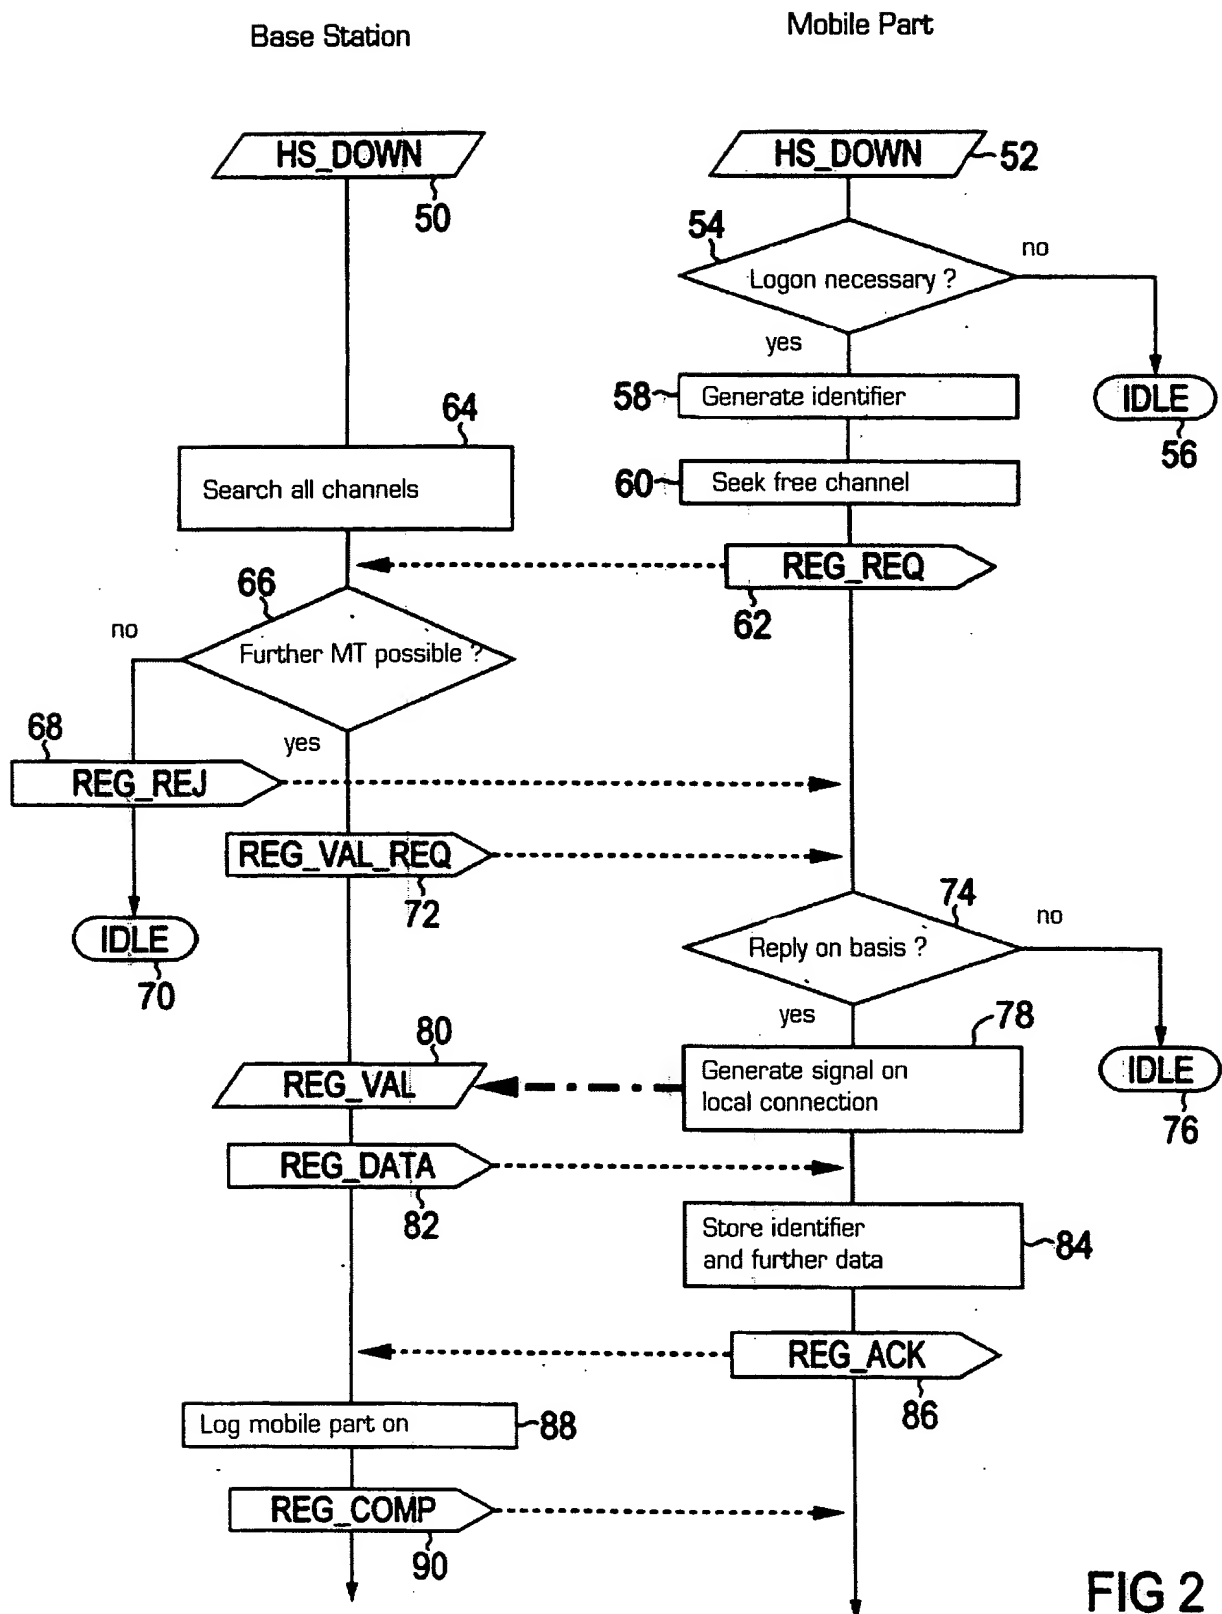 Base Station
Mobile Part
HS_DOWN
50
HS_DOWN
52
54
Logon necessary ?
no
yes
58
Generate identifier
IDLE
56
64
Search all channels
60
Seek free channel
REG_REQ
62
66
no
Further MT possible ?
68
yes
REG_REJ
REG_VAL_REQ
72
IDLE
70
74
no
Reply on basis ?
yes
78
80
REG_VAL
Generate signal on
local connection
IDLE
76
REG_DATA
82
Store identifier
and further data
84
REG_ACK
86
Log mobile part on
88
REG_COMP
90
FIG 2